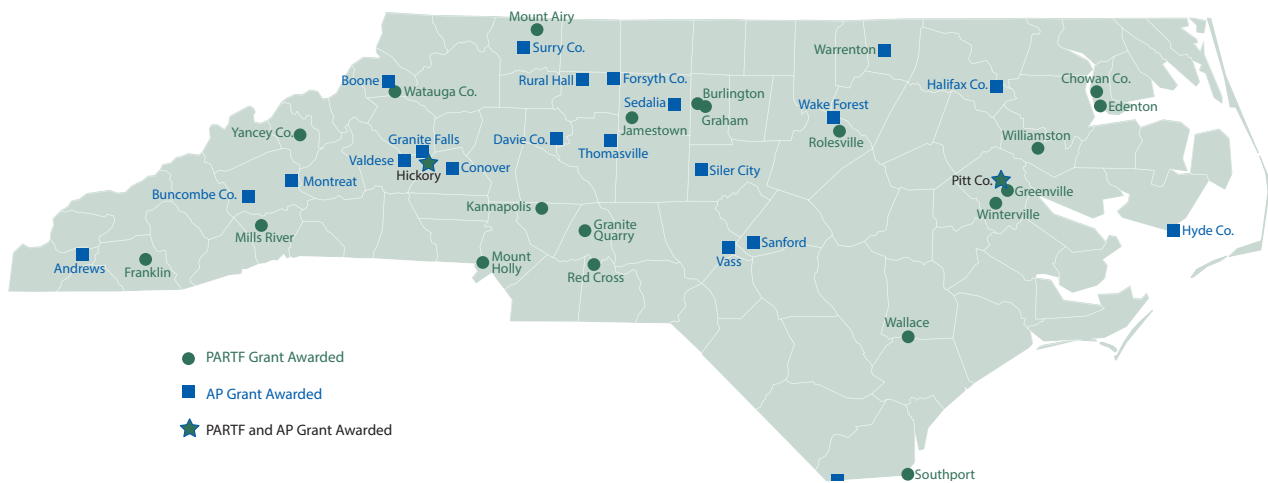 Mount Airy
Surry Co.
Warrenton
Boone
Watauga Co.
Rural Hall
Forsyth Co.
Halifax Co.
Chowan Co.
Edenton
Sedalia
Burlington
Graham
Jamestown
Wake Forest
Rolesville
Yancey Co.
Granite Falls
Davie Co.
Thomasville
Williamston
Valdese
Hickory
Conover
Siler City
Montreat
Buncombe Co.
Pitt Co.
Greenville
Winterville
Kannapolis
Granite
Quarry
Mills River
Hyde Co.
Sanford
Vass
Andrews
Franklin
Mount
Holly
Red Cross
Wallace
PARTF Grant Awarded
AP Grant Awarded
PARTF and AP Grant Awarded
Southport